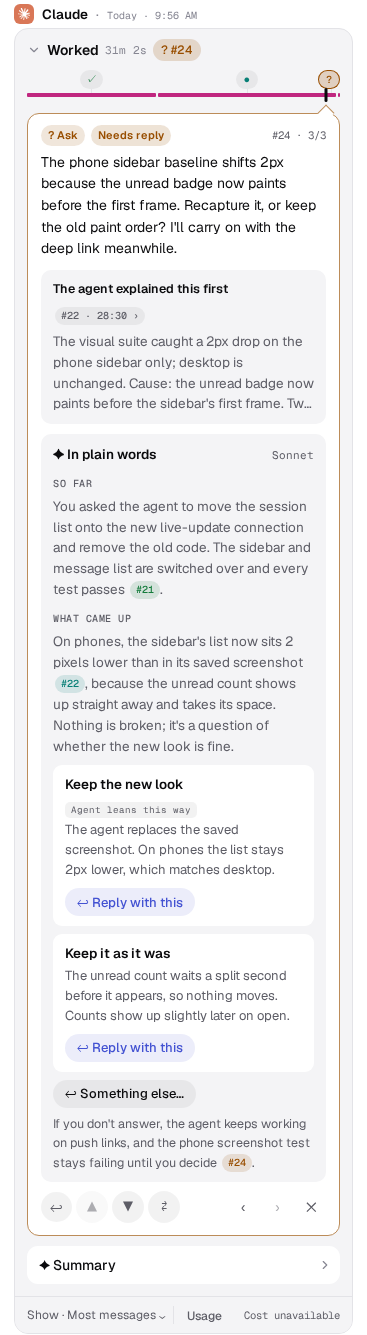 Claude · Today · 9:56 AM
Worked 31m 2s ? #24
?
? Ask Needs reply #24 · 3/3
The phone sidebar baseline shifts 2px
because the unread badge now paints
before the first frame. Recapture it, or keep
the old paint order? I'll carry on with the
deep link meanwhile.
The agent explained this first
#22 · 28:30 ›
The visual suite caught a 2px drop on the
phone sidebar only; desktop is
unchanged. Cause: the unread badge now
paints before the sidebar's first frame. Tw…
In plain words Sonnet
SO FAR
You asked the agent to move the session
list onto the new live-update connection
and remove the old code. The sidebar and
message list are switched over and every
test passes #21.
WHAT CAME UP
On phones, the sidebar's list now sits 2
pixels lower than in its saved screenshot
#22, because the unread count shows
up straight away and takes its space.
Nothing is broken; it's a question of
whether the new look is fine.
Keep the new look
Agent leans this way
The agent replaces the saved
screenshot. On phones the list stays
2px lower, which matches desktop.
↩ Reply with this
Keep it as it was
The unread count waits a split second
before it appears, so nothing moves.
Counts show up slightly later on open.
↩ Reply with this
↩ Something else…
If you don't answer, the agent keeps working
on push links, and the phone screenshot test
stays failing until you decide #24.
Summary
Show · Most messages Usage Cost unavailable